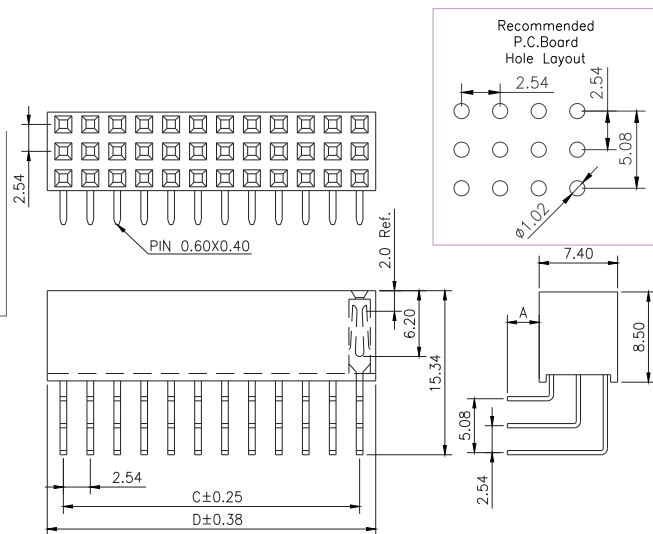 Recommended
P.C.Board
Hole Layout
2.54
2.54
5.08
ø1.02
2.54
PIN 0.60X0.40
2.0 Ref.
6.20
15.34
7.40
A
8.50
5.08
2.54
2.54
C±0.25
D±0.38